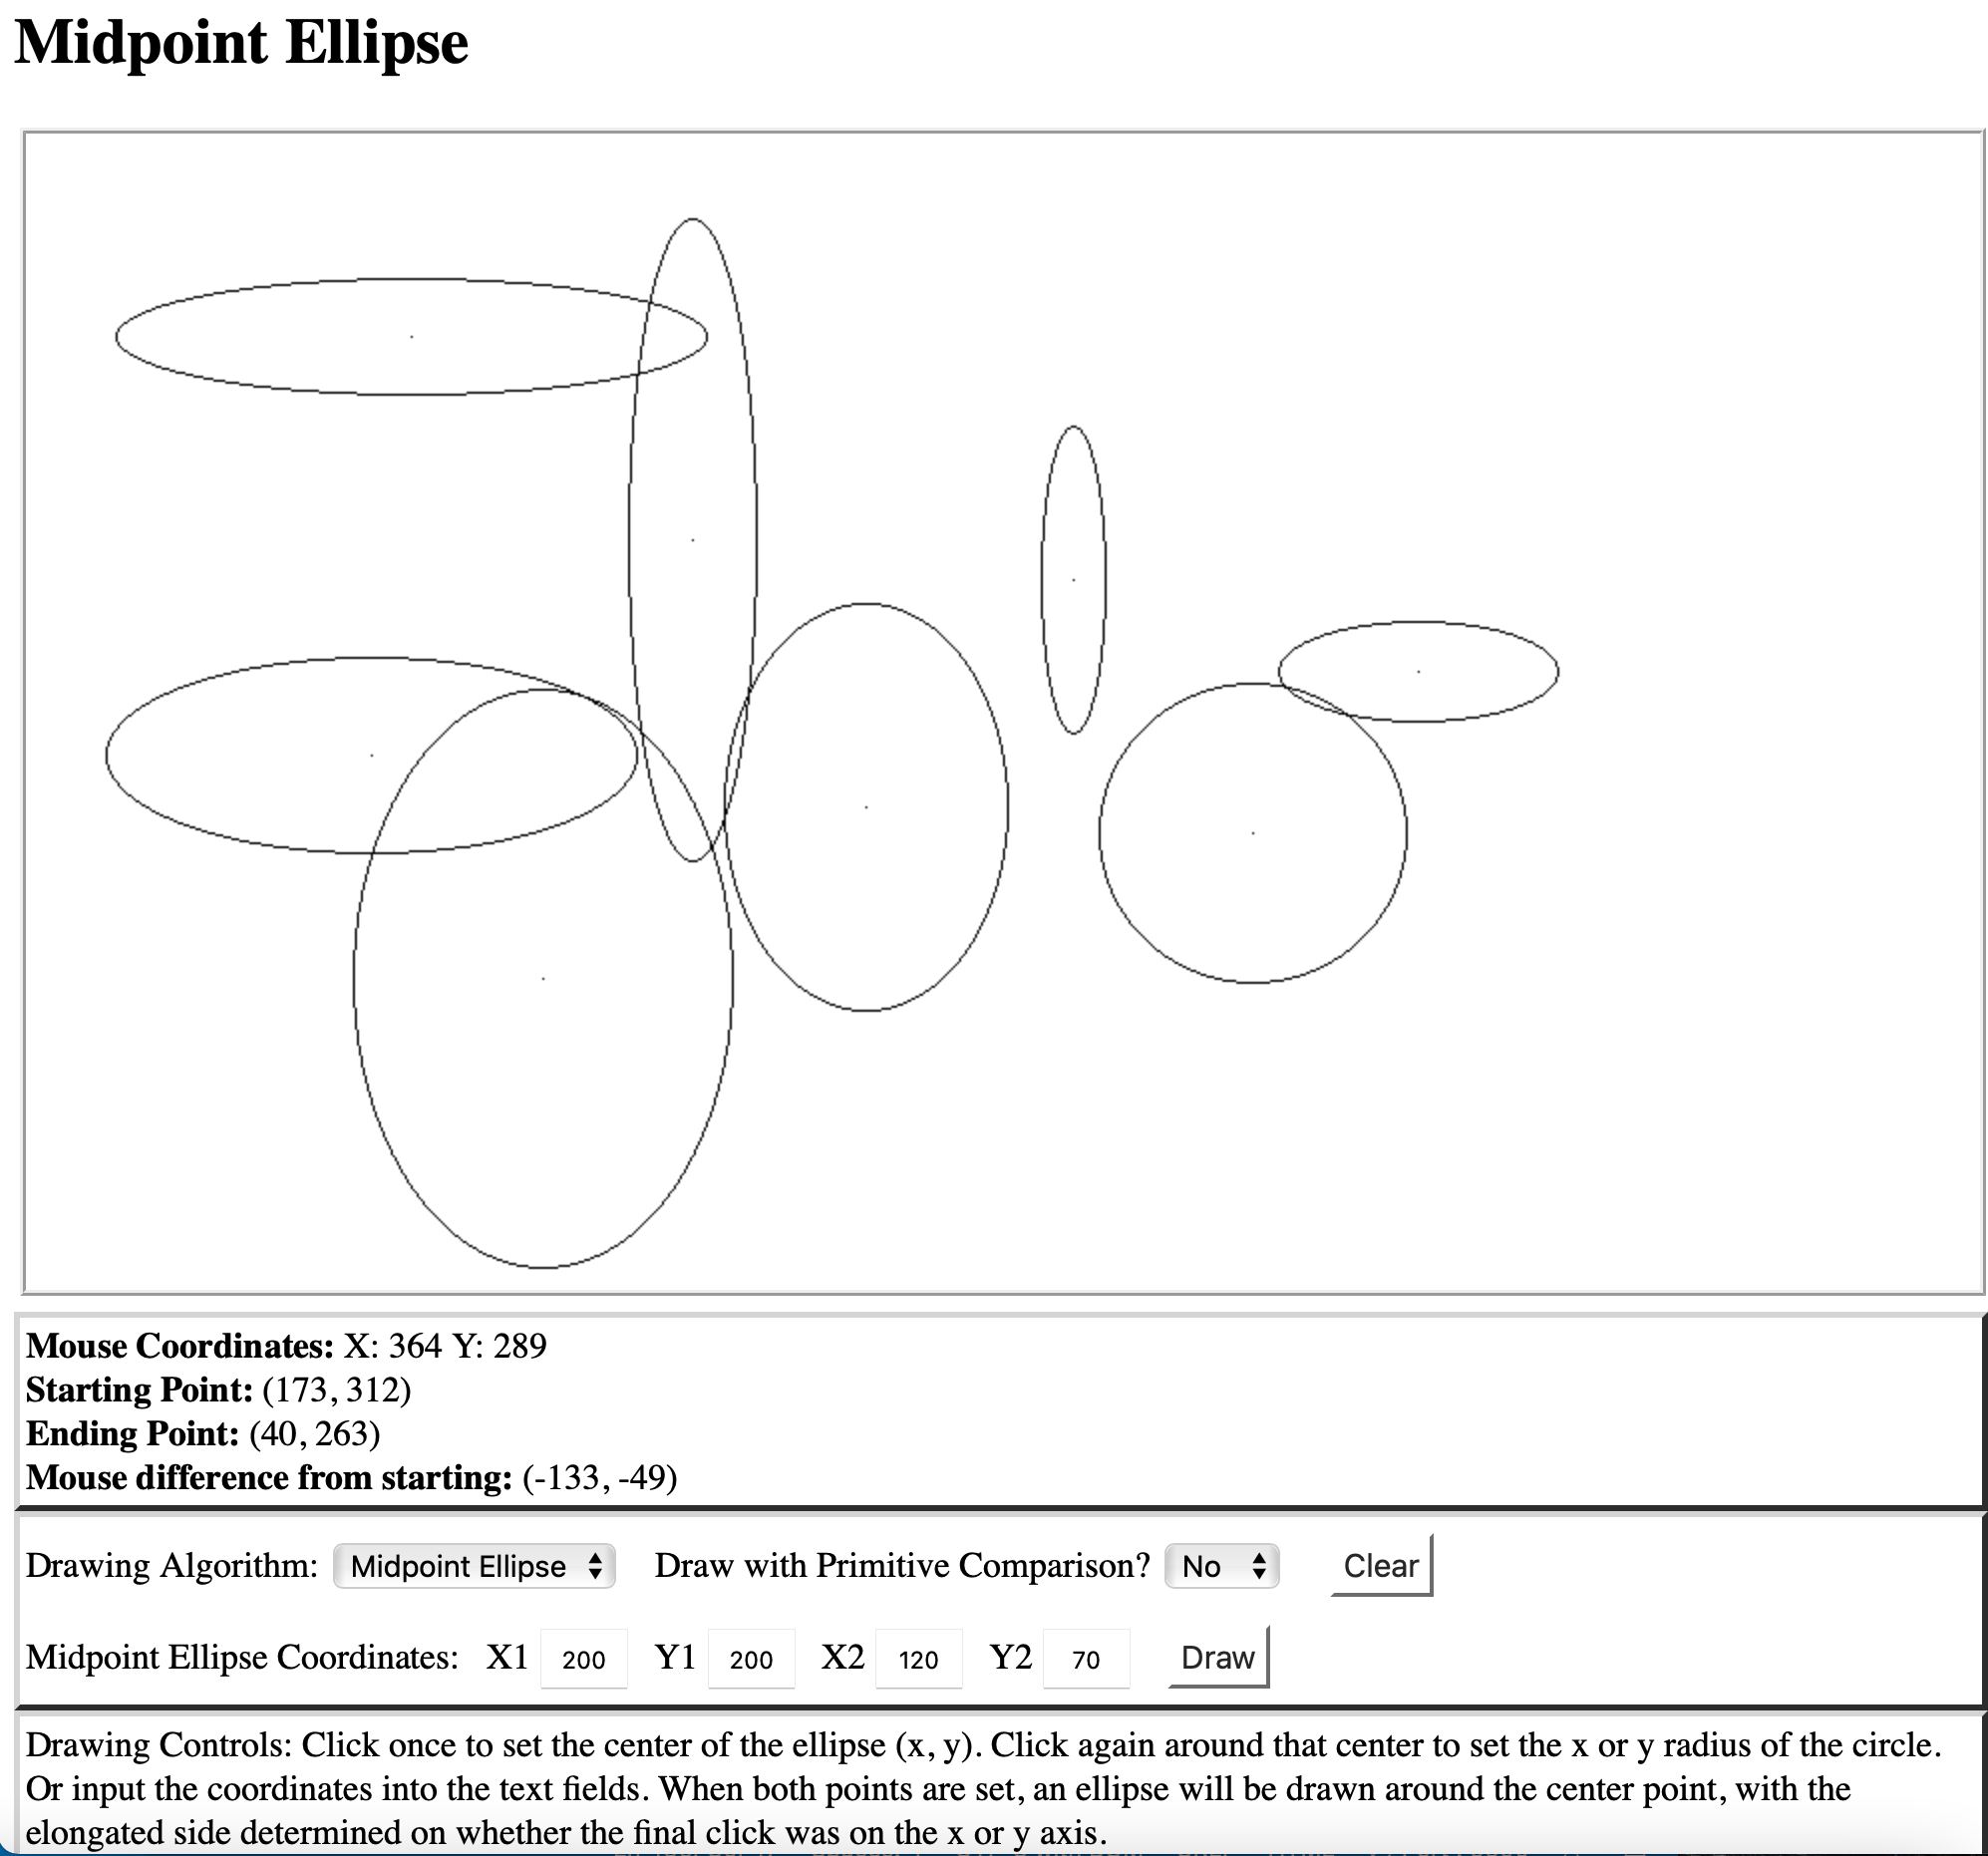 Midpoint Ellipse
Mouse Coordinates: X: 364 Y: 289
Starting Point: (173, 312)
Ending Point: (40, 263)
Mouse difference from starting: (-133, -49)
Drawing Algorithm: Midpoint Ellipse Draw with Primitive Comparison? No Clear
Midpoint Ellipse Coordinates: X1 200 Y1 200 X2 120 Y2 70 Draw
Drawing Controls: Click once to set the center of the ellipse (x, y). Click again around that center to set the x or y radius of the circle.
Or input the coordinates into the text fields. When both points are set, an ellipse will be drawn around the center point, with the
elongated side determined on whether the final click was on the x or y axis.